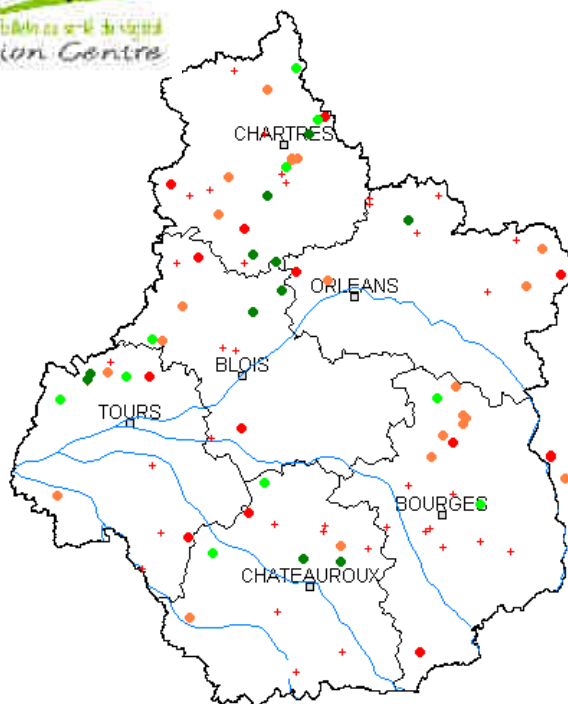 ion Centre
CHARTRES
ORLEANS
BLOIS
TOURS
BOURGES
CHATEAUROUX